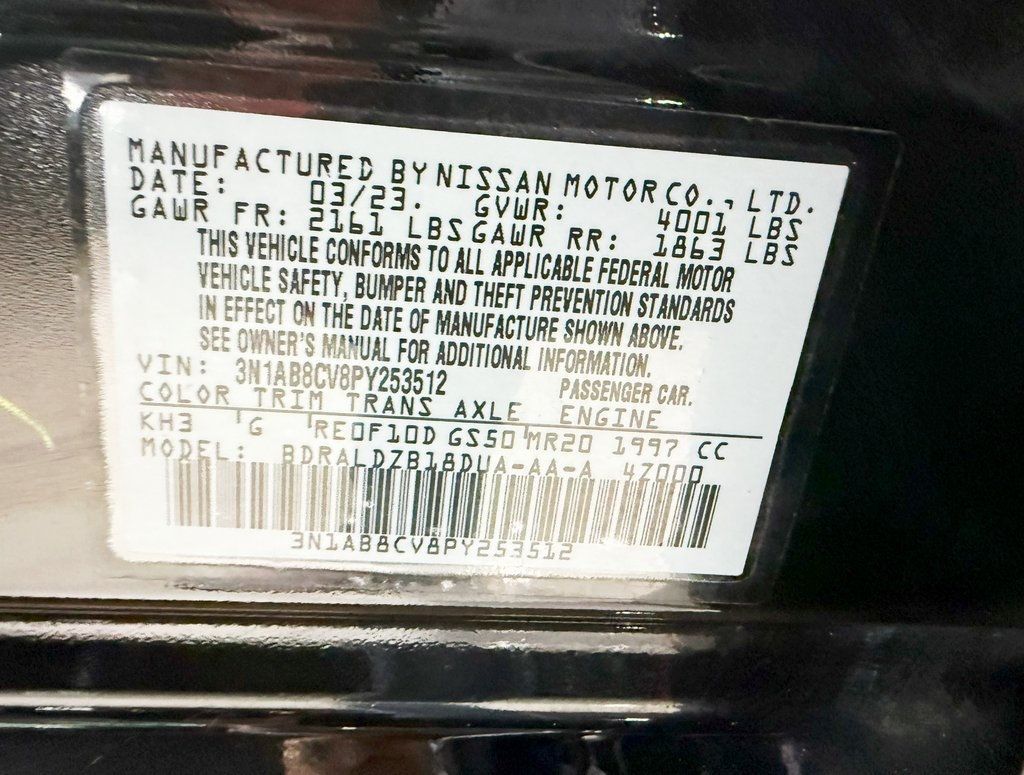 MANUFACTURED BY NISSAN MOTOR CO., LTD.
DATE: 03/23. GVWR: 4001 LBS
GAWR FR: 2161 LBS GAWR RR: 1863 LBS
THIS VEHICLE CONFORMS TO ALL APPLICABLE FEDERAL MOTOR
VEHICLE SAFETY, BUMPER AND THEFT PREVENTION STANDARDS
IN EFFECT ON THE DATE OF MANUFACTURE SHOWN ABOVE.
SEE OWNER'S MANUAL FOR ADDITIONAL INFORMATION.
VIN: 3N1AB8CV8PY253512 PASSENGER CAR.
COLOR TRIM TRANS AXLE ENGINE
KH3 G RE0F10D GS50 MR20 1997 CC
MODEL: BDRALDZB18DUA-AA-A 4Z000
3N1AB8CV8PY253512